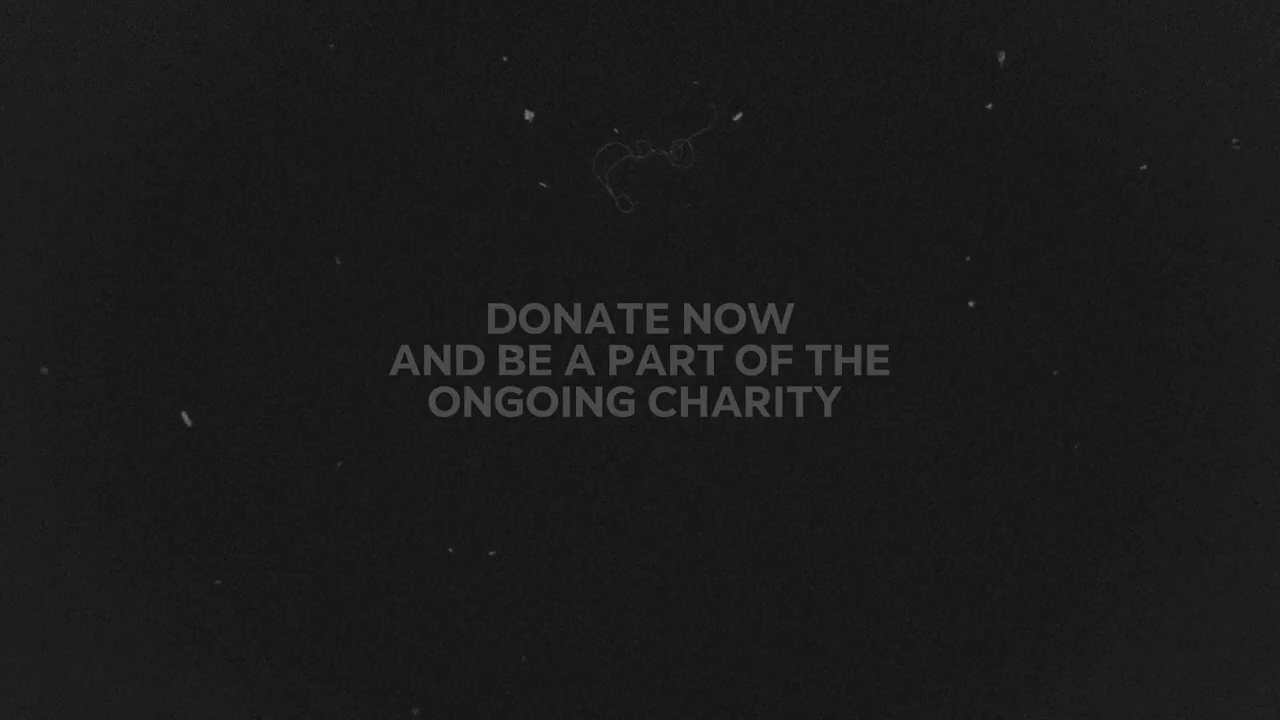 DONATE NOW
AND BE A PART OF THE
ONGOING CHARITY